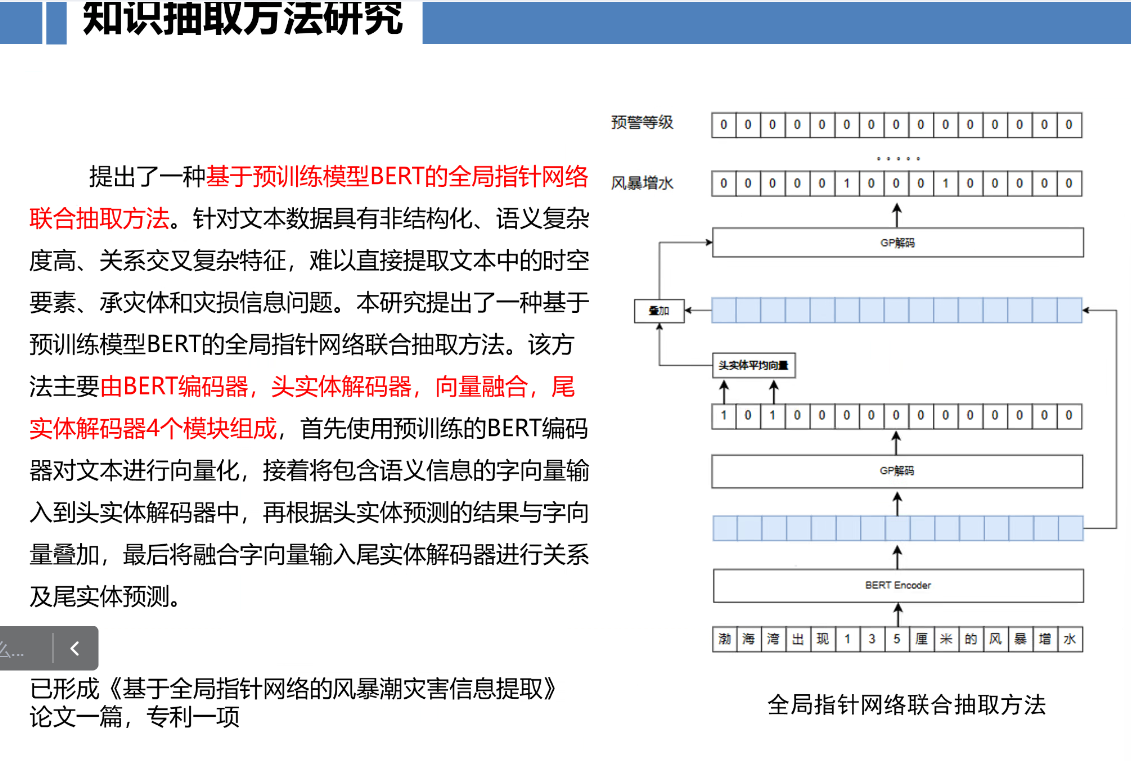 知识抽取方法研究
提出了一种基于预训练模型BERT的全局指针网络
联合抽取方法。针对文本数据具有非结构化、语义复杂
度高、关系交叉复杂特征，难以直接提取文本中的时空
要素、承灾体和灾损信息问题。本研究提出了一种基于
预训练模型BERT的全局指针网络联合抽取方法。该方
法主要由BERT编码器，头实体解码器，向量融合，尾
实体解码器4个模块组成，首先使用预训练的BERT编码
器对文本进行向量化，接着将包含语义信息的字向量输
入到头实体解码器中，再根据头实体预测的结果与字向
量叠加，最后将融合字向量输入尾实体解码器进行关系
及尾实体预测。
么...
已形成《基于全局指针网络的风暴潮灾害信息提取》
论文一篇，专利一项
预警等级 0 0 0 0 0 0 0 0 0 0 0 0 0 0 0
风暴增水 0 0 0 0 0 1 0 0 0 1 0 0 0 0 0
GP解码
叠加
头实体平均向量
1 0 1 0 0 0 0 0 0 0 0 0 0 0 0
GP解码
BERT Encoder
渤 海 湾 出 现 1 3 5 厘 米 的 风 暴 增 水
全局指针网络联合抽取方法